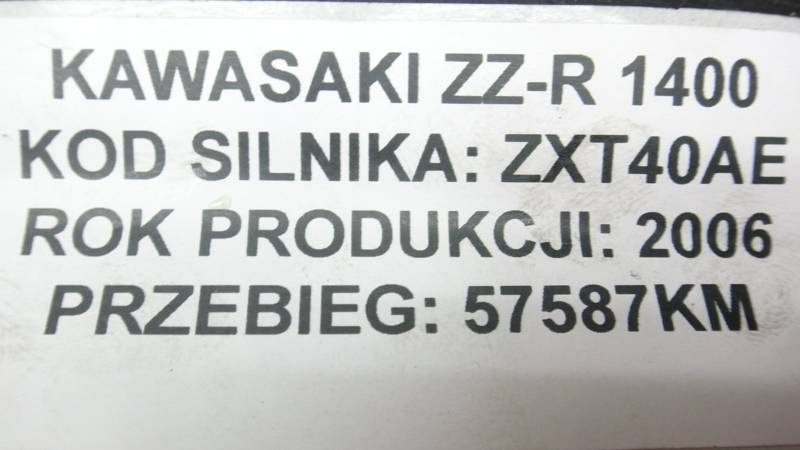 KAWASAKI ZZ-R 1400
KOD SILNIKA: ZXT40AE
ROK PRODUKCJI: 2006
PRZEBIEG: 57587KM